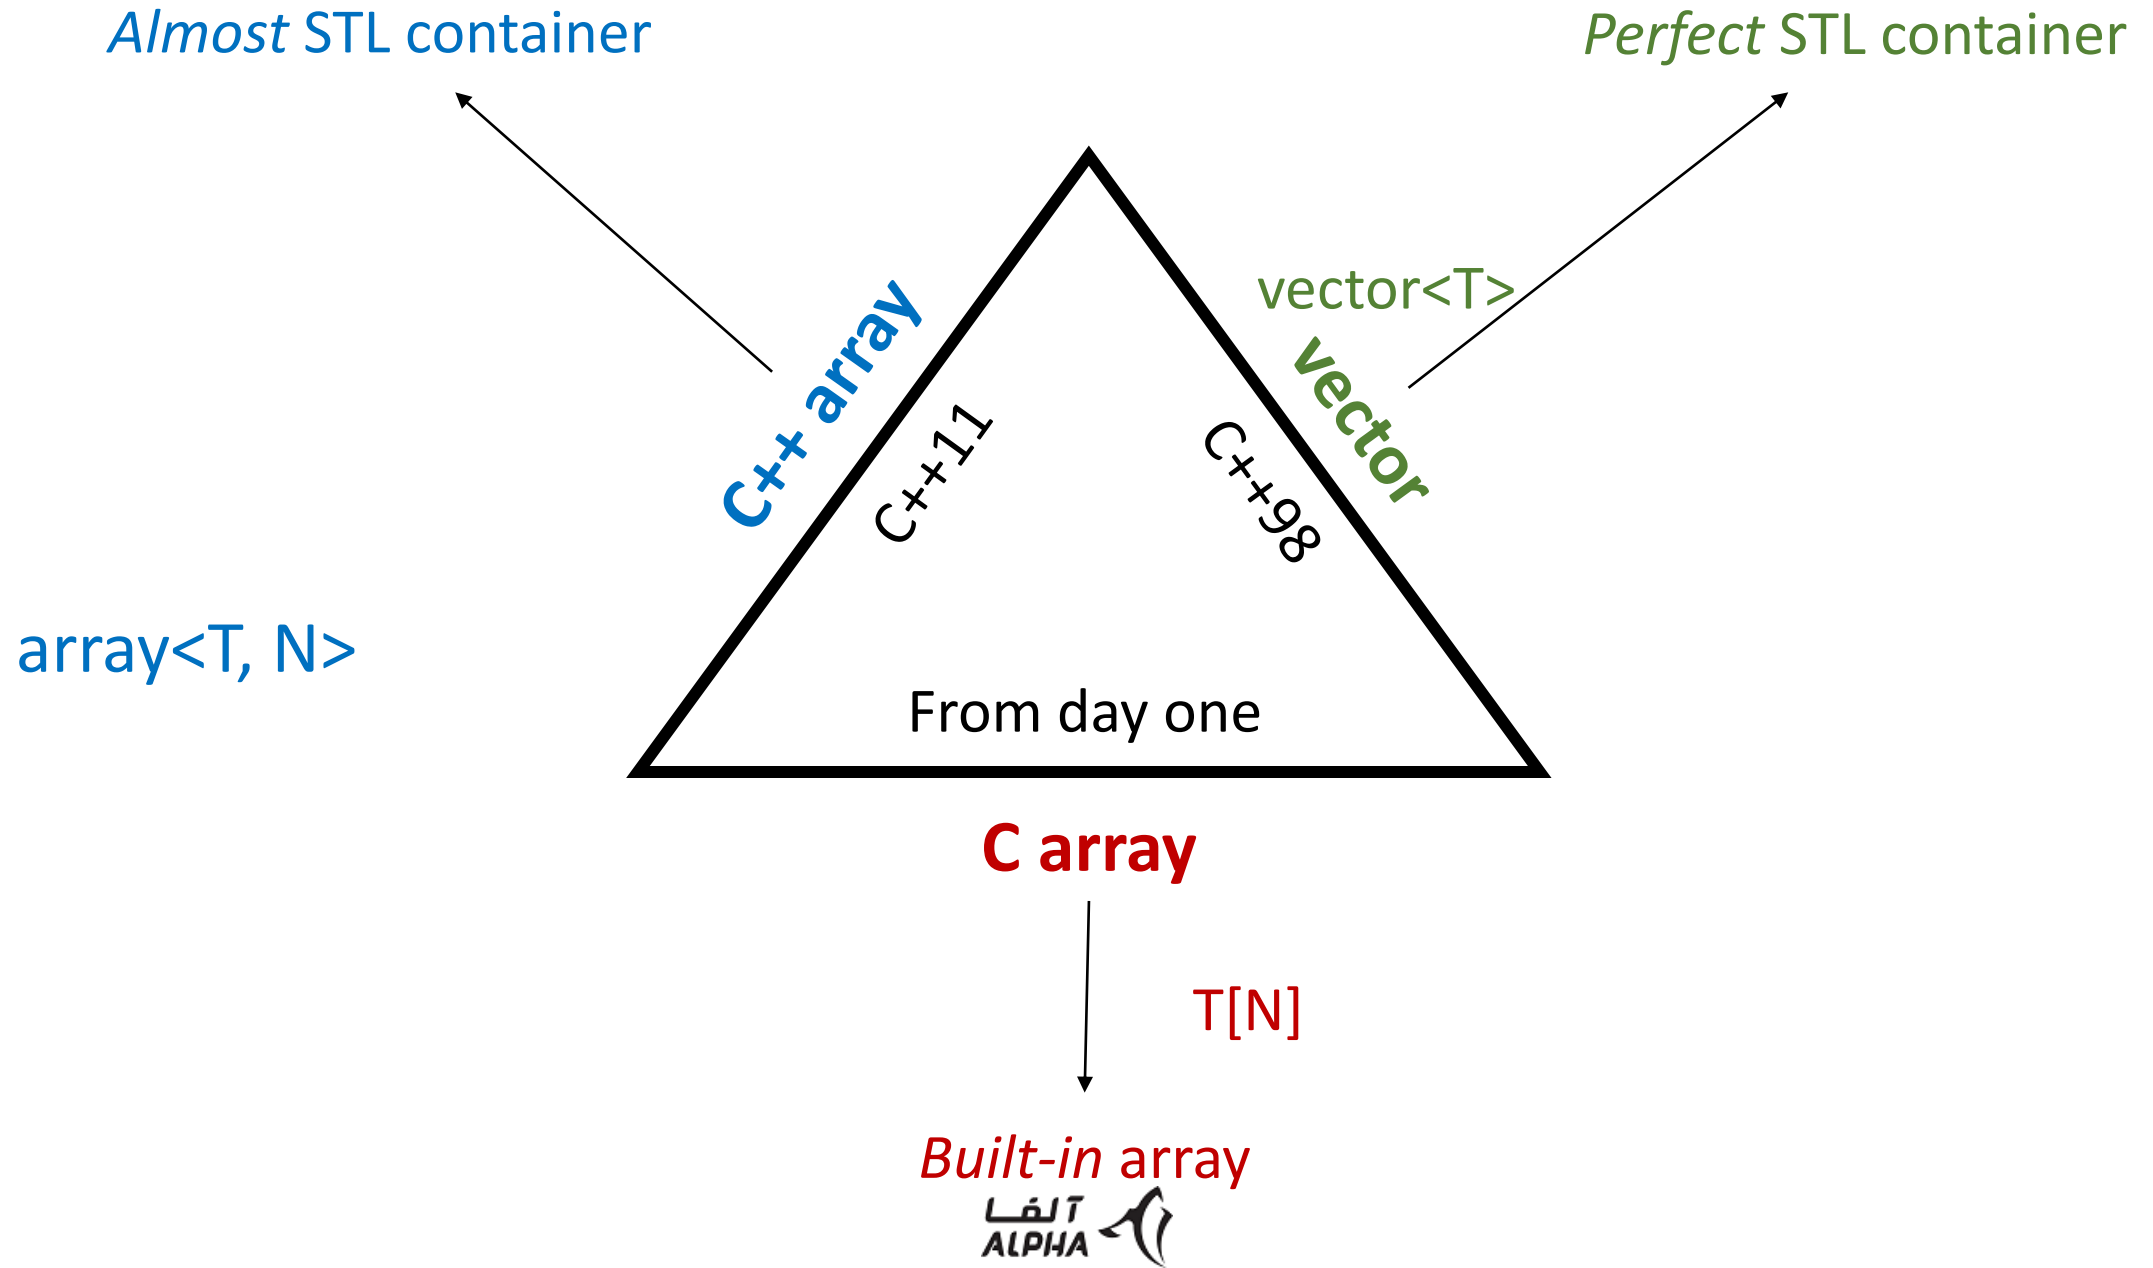 Almost STL container
Perfect STL container
vector<T>
C++ array
vector
C++11
C++98
array<T, N>
From day one
C array
T[N]
Built-in array
آلفا
ALPHA